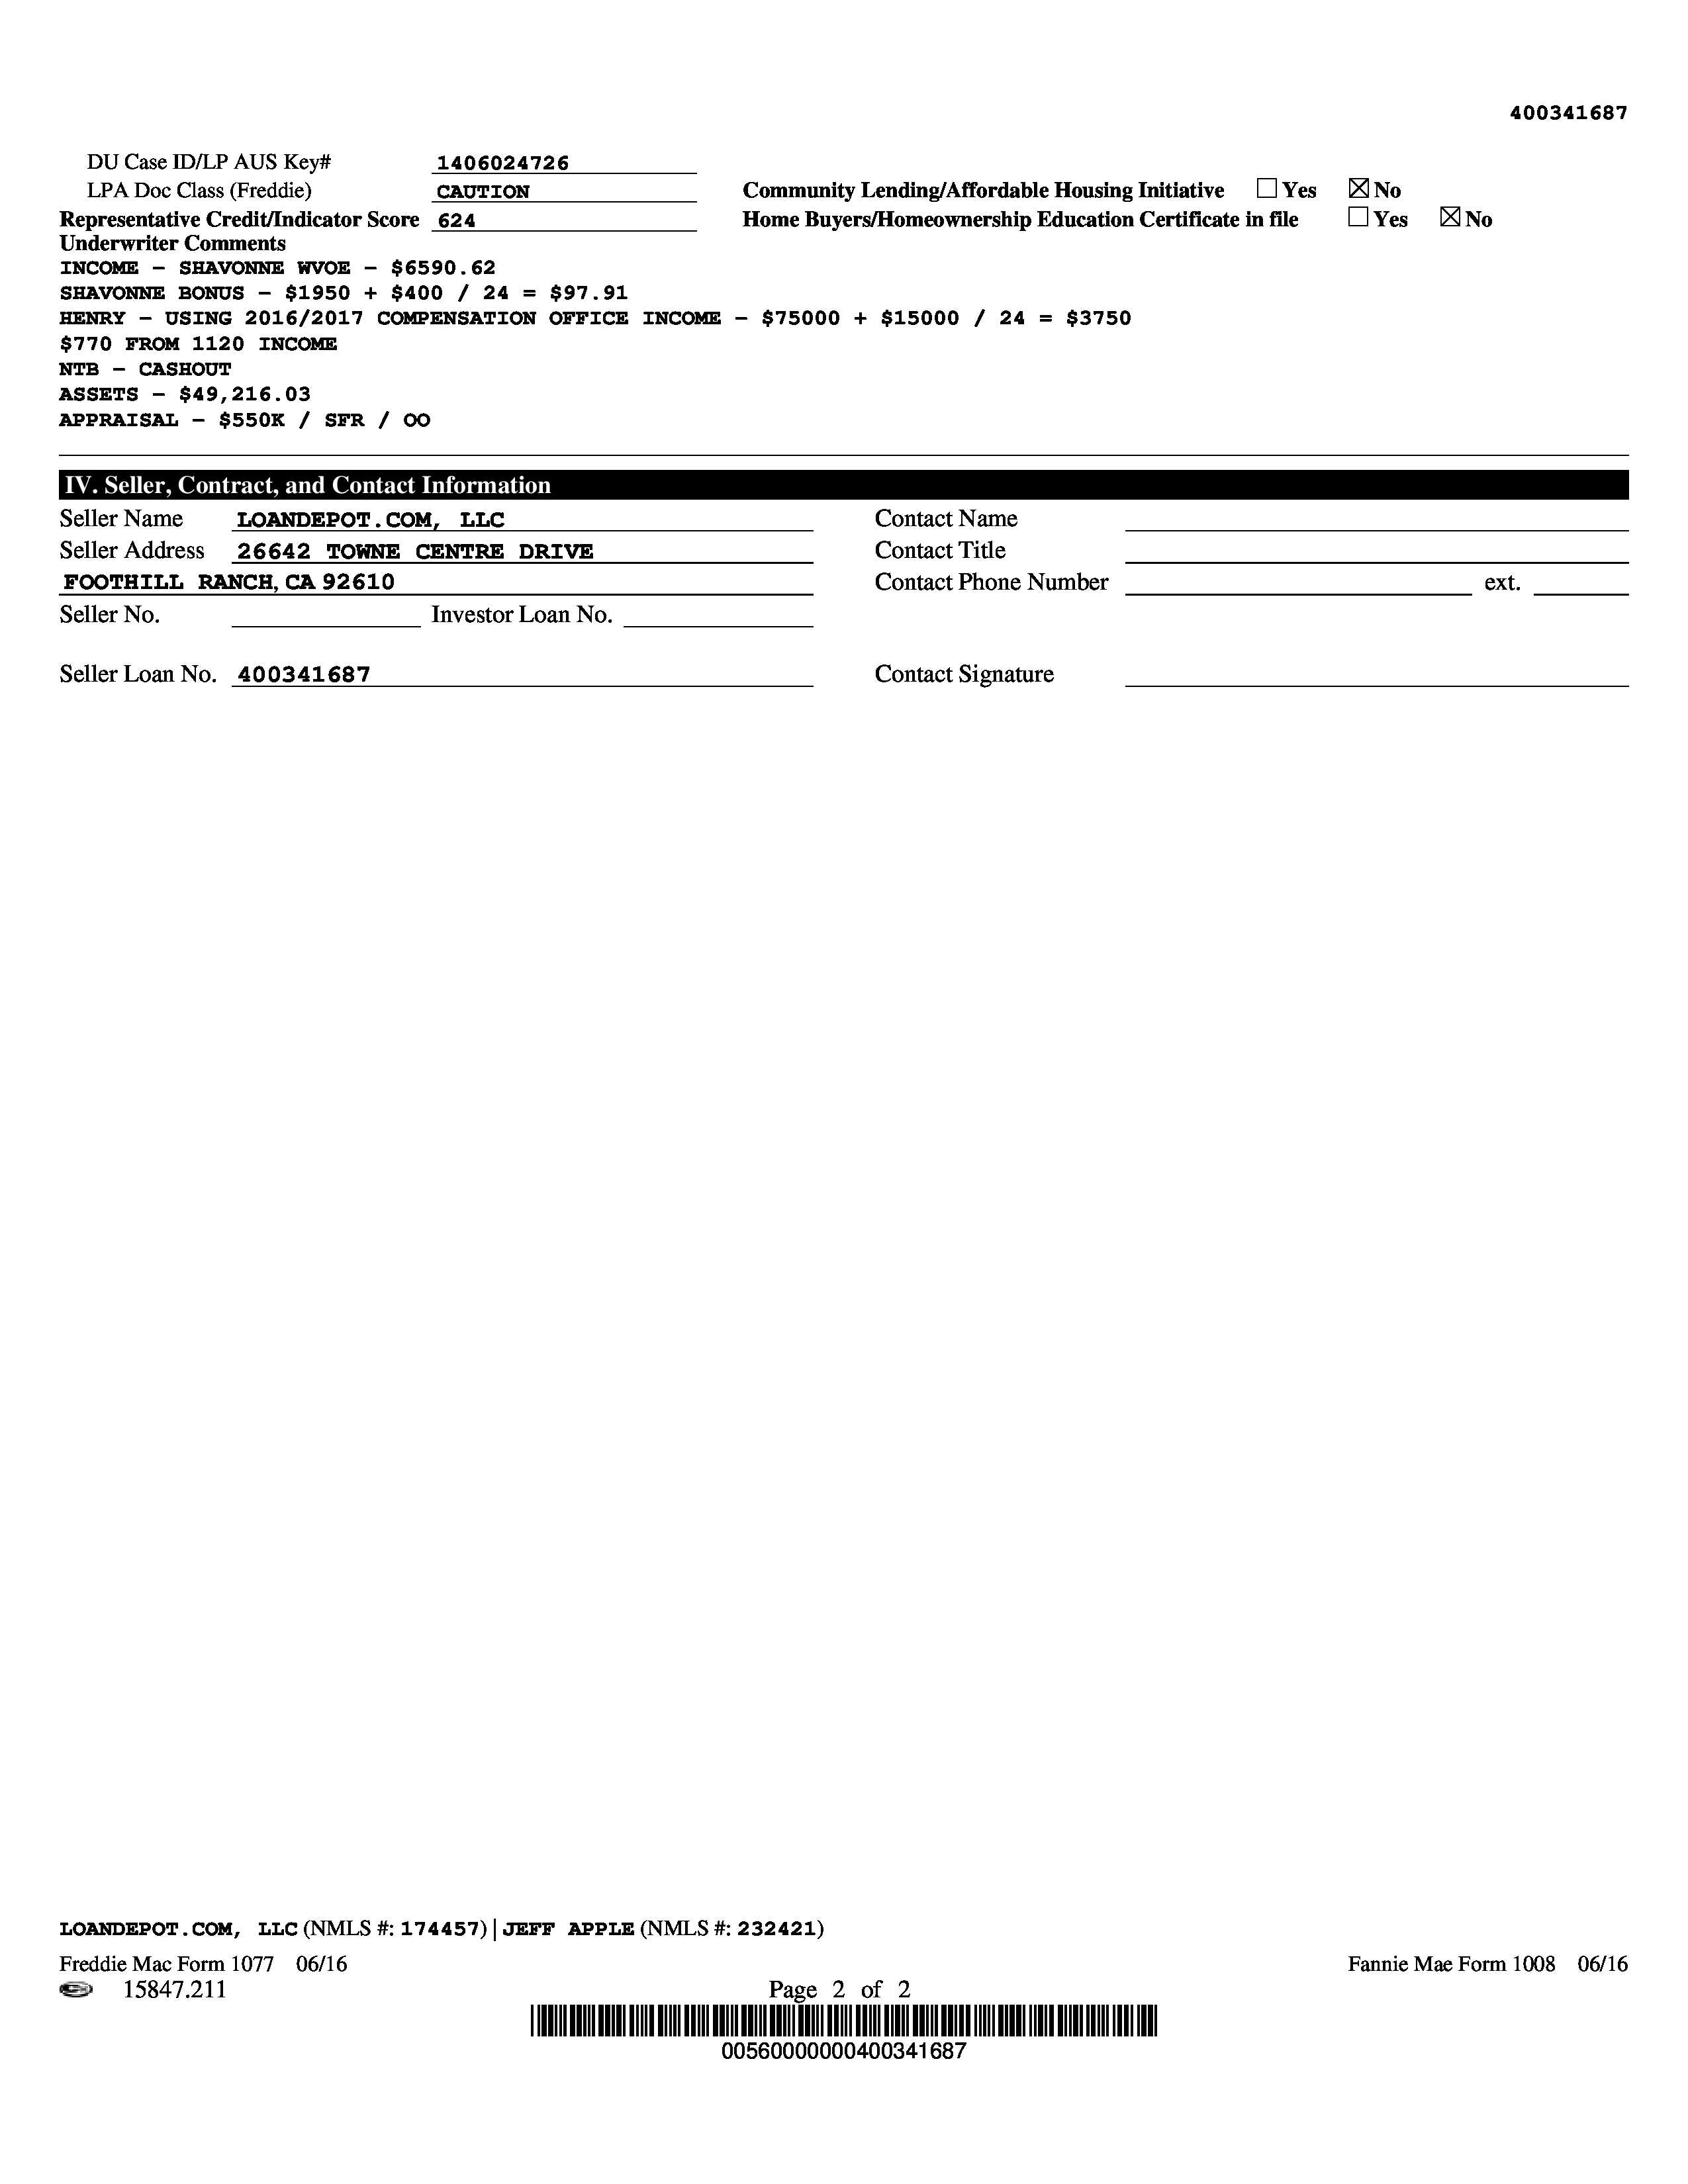 400341687
DU Case ID/LP AUS Key# 1406024726
LPA Doc Class (Freddie) CAUTION Community Lending/Affordable Housing Initiative ☐ Yes ☒ No
Representative Credit/Indicator Score 624 Home Buyers/Homeownership Education Certificate in file ☐ Yes ☒ No
Underwriter Comments
INCOME - SHAVONNE WVOE - $6590.62
SHAVONNE BONUS - $1950 + $400 / 24 = $97.91
HENRY - USING 2016/2017 COMPENSATION OFFICE INCOME - $75000 + $15000 / 24 = $3750
$770 FROM 1120 INCOME
NTB - CASHOUT
ASSETS - $49,216.03
APPRAISAL - $550K / SFR / OO
IV. Seller, Contract, and Contact Information
Seller Name LOANDEPOT.COM, LLC Contact Name
Seller Address 26642 TOWNE CENTRE DRIVE Contact Title
FOOTHILL RANCH, CA 92610 Contact Phone Number ext.
Seller No. Investor Loan No.
Seller Loan No. 400341687 Contact Signature
LOANDEPOT.COM, LLC (NMLS #: 174457) | JEFF APPLE (NMLS #: 232421)
Freddie Mac Form 1077 06/16 Fannie Mae Form 1008 06/16
15847.211 Page 2 of 2
00560000000400341687